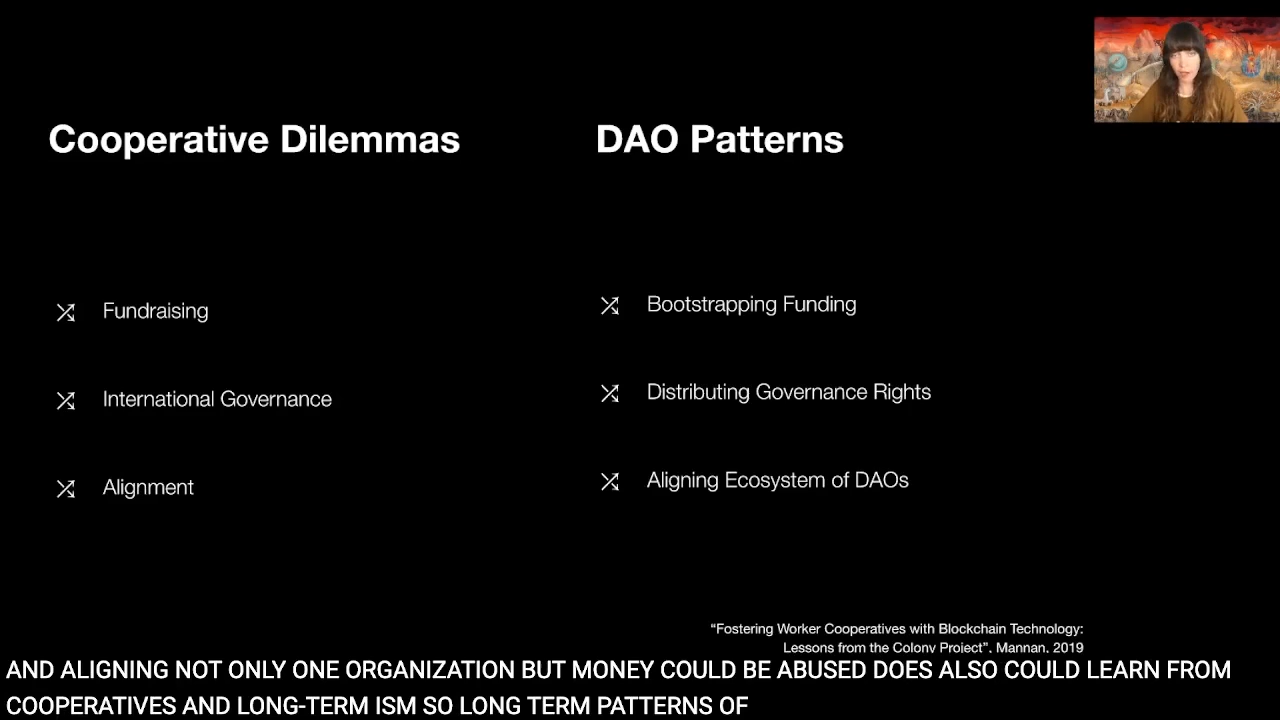 Cooperative Dilemmas
Fundraising
International Governance
Alignment
DAO Patterns
Bootstrapping Funding
Distributing Governance Rights
Aligning Ecosystem of DAOs
“Fostering Worker Cooperatives with Blockchain Technology:
Lessons from the Colony Project”. Mannan, 2019
AND ALIGNING NOT ONLY ONE ORGANIZATION BUT MONEY COULD BE ABUSED DOES ALSO COULD LEARN FROM
COOPERATIVES AND LONG-TERM ISM SO LONG TERM PATTERNS OF